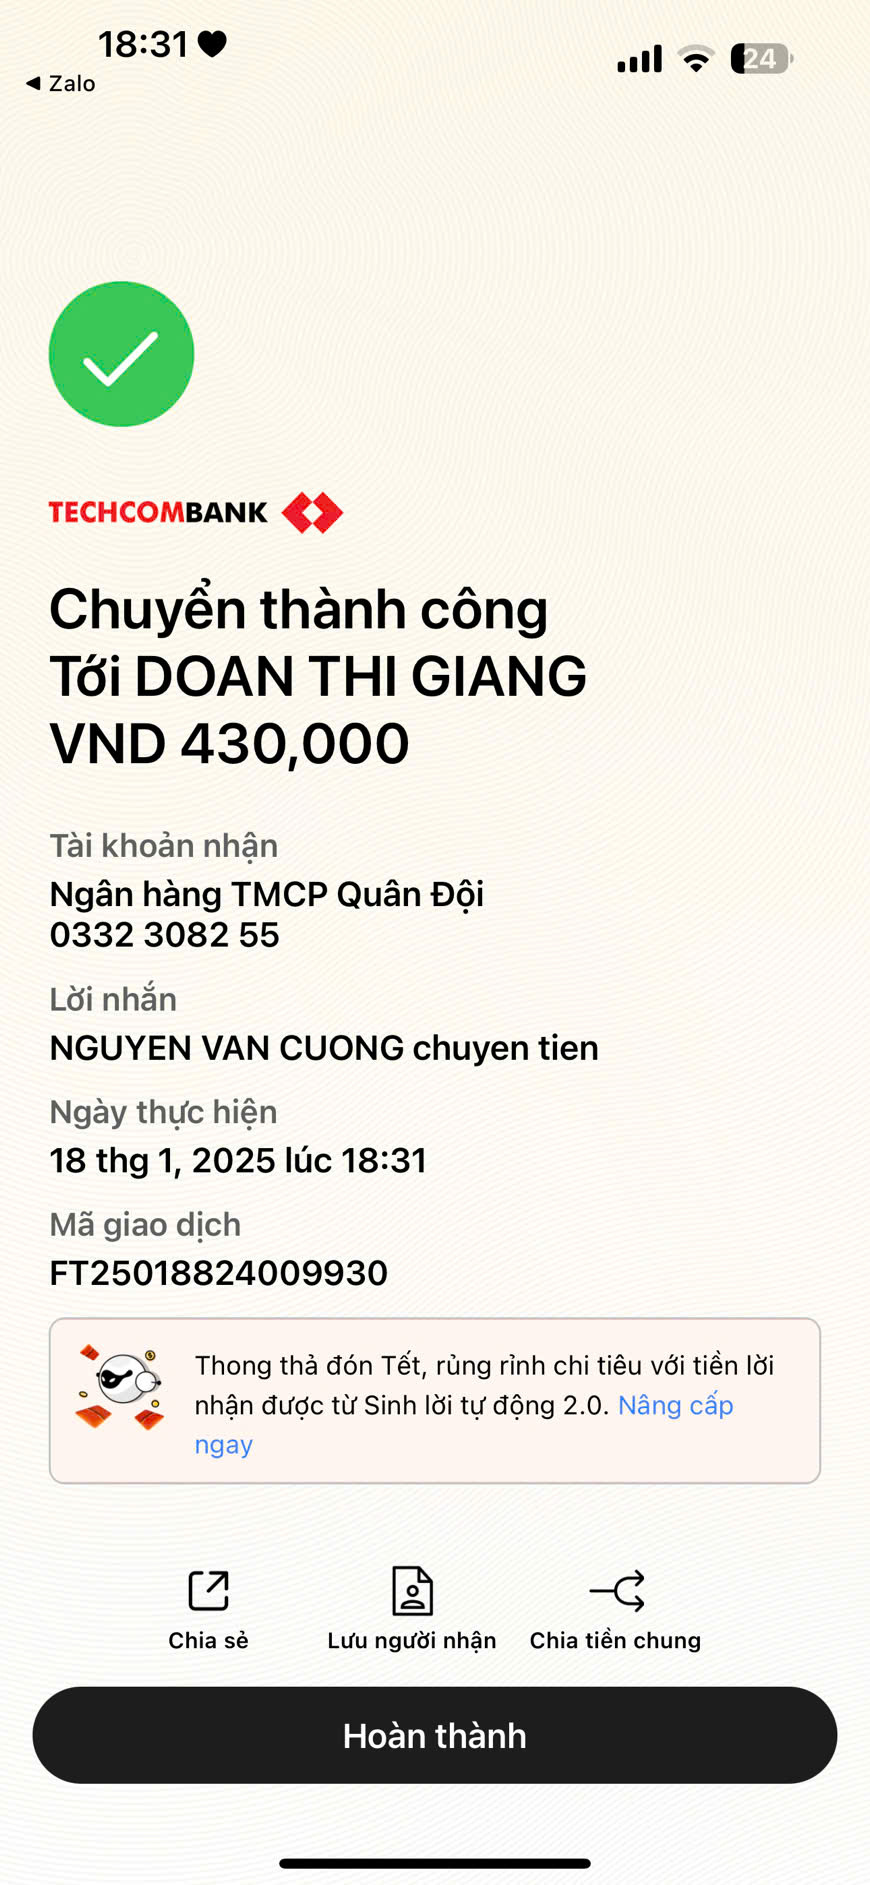 18:31
Zalo
24
TECHCOMBANK
Chuyển thành công
Tới DOAN THI GIANG
VND 430,000
Tài khoản nhận
Ngân hàng TMCP Quân Đội
0332 3082 55
Lời nhắn
NGUYEN VAN CUONG chuyen tien
Ngày thực hiện
18 thg 1, 2025 lúc 18:31
Mã giao dịch
FT25018824009930
Thong thả đón Tết, rủng rỉnh chi tiêu với tiền lời
nhận được từ Sinh lời tự động 2.0. Nâng cấp
ngay
Chia sẻ
Lưu người nhận
Chia tiền chung
Hoàn thành